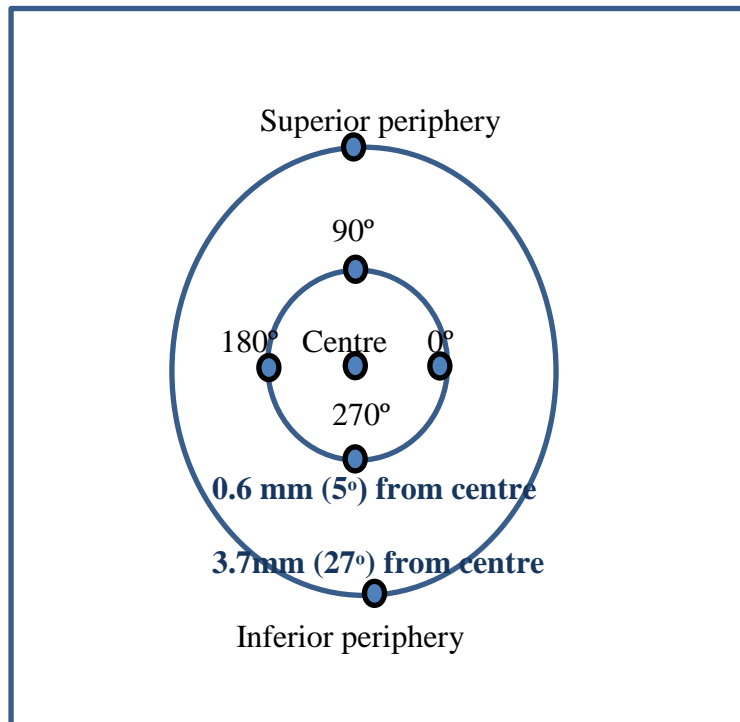 Superior periphery
90º
180º Centre 0º
270º
0.6 mm (5º) from centre
3.7mm (27º) from centre
Inferior periphery